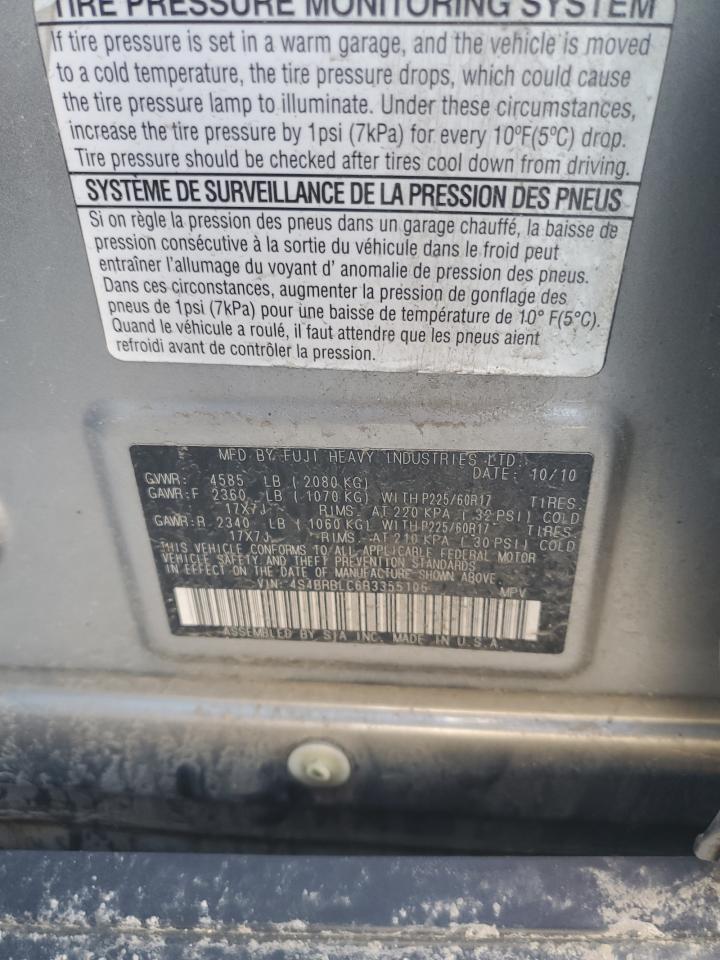 TIRE PRESSURE MONITORING SYSTEM
If tire pressure is set in a warm garage, and the vehicle is moved
to a cold temperature, the tire pressure drops, which could cause
the tire pressure lamp to illuminate. Under these circumstances,
increase the tire pressure by 1psi (7kPa) for every 10°F(5°C) drop.
Tire pressure should be checked after tires cool down from driving.
SYSTÈME DE SURVEILLANCE DE LA PRESSION DES PNEUS
Si on règle la pression des pneus dans un garage chauffé, la baisse de
pression consécutive à la sortie du véhicule dans le froid peut
entraîner l'allumage du voyant d' anomalie de pression des pneus.
Dans ces circonstances, augmenter la pression de gonflage des
pneus de 1psi (7kPa) pour une baisse de température de 10° F(5°C).
Quand le véhicule a roulé, il faut attendre que les pneus aient
refroidi avant de contrôler la pression.
MFD BY FUJI HEAVY INDUSTRIES LTD.
DATE: 10/10
GVWR: 4585 LB ( 2080 KG)
GAWR:F 2360 LB ( 1070 KG) WITH P225/60R17 TIRES
17X7J RIMS AT 220 KPA ( 32 PSI) COLD
GAWR:R 2340 LB ( 1060 KG) WITH P225/60R17 TIRES
17X7J RIMS AT 210 KPA ( 30 PSI) COLD
THIS VEHICLE CONFORMS TO ALL APPLICABLE FEDERAL MOTOR
VEHICLE SAFETY AND THEFT PREVENTION STANDARDS
IN EFFECT ON THE DATE OF MANUFACTURE SHOWN ABOVE
VIN: 4S4BRBLC6B3355106 MPV
ASSEMBLED BY SIA INC. MADE IN U.S.A.